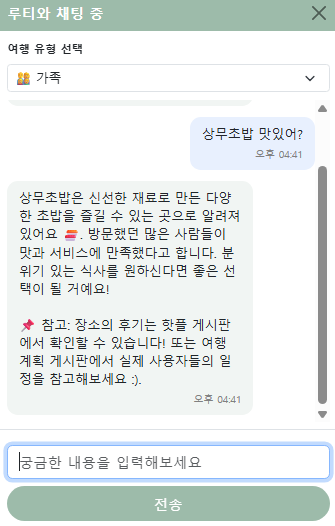 루티와 채팅 중
여행 유형 선택
가족
상무초밥 맛있어?
오후 04:41
상무초밥은 신선한 재료로 만든 다양
한 초밥을 즐길 수 있는 곳으로 알려져
있어요 🍣. 방문했던 많은 사람들이
맛과 서비스에 만족했다고 합니다. 분
위기 있는 식사를 원하신다면 좋은 선
택이 될 거예요!
📌 참고: 장소의 후기는 핫플 게시판
에서 확인할 수 있습니다! 또는 여행
계획 게시판에서 실제 사용자들의 일
정을 참고해보세요 :).
오후 04:41
궁금한 내용을 입력해보세요
전송